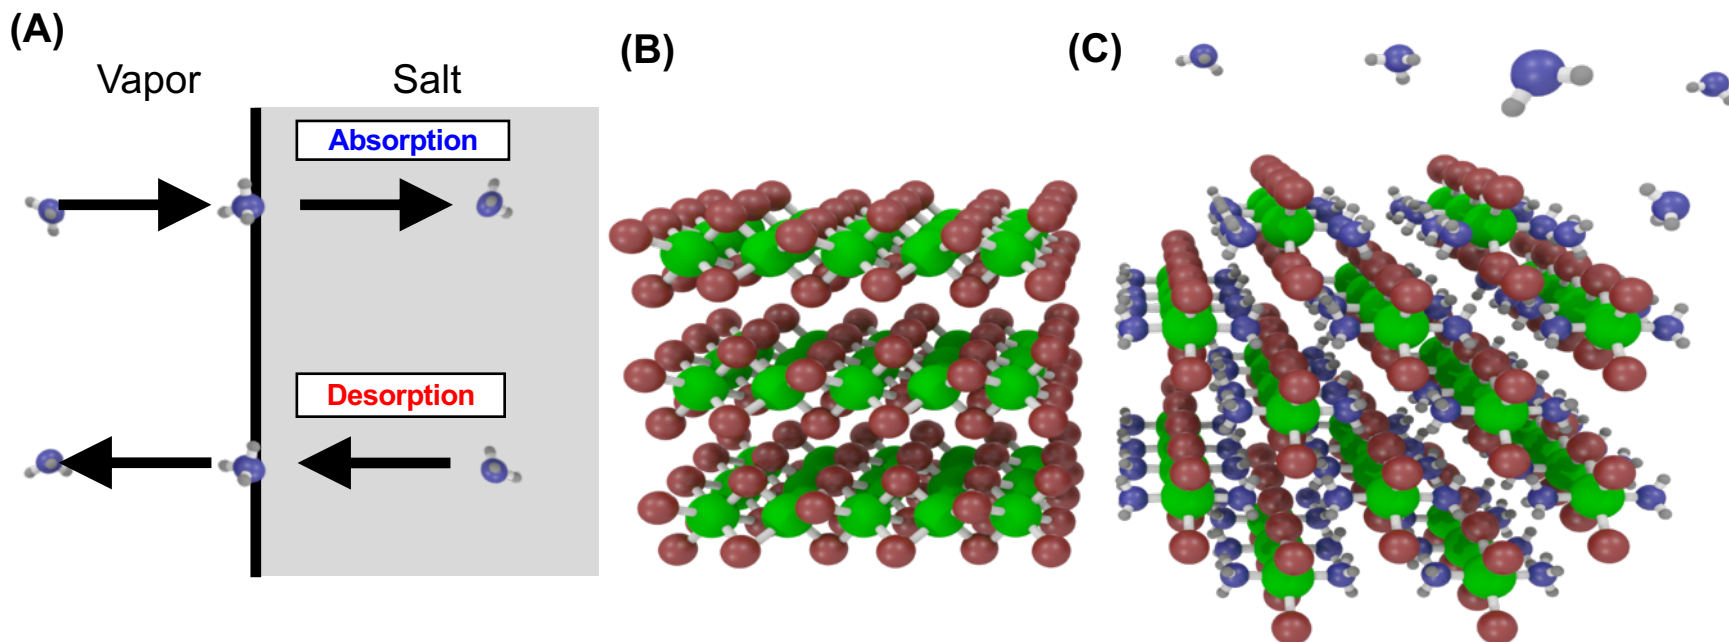 (A)
Vapor
Salt
Absorption
Desorption
(B)
(C)